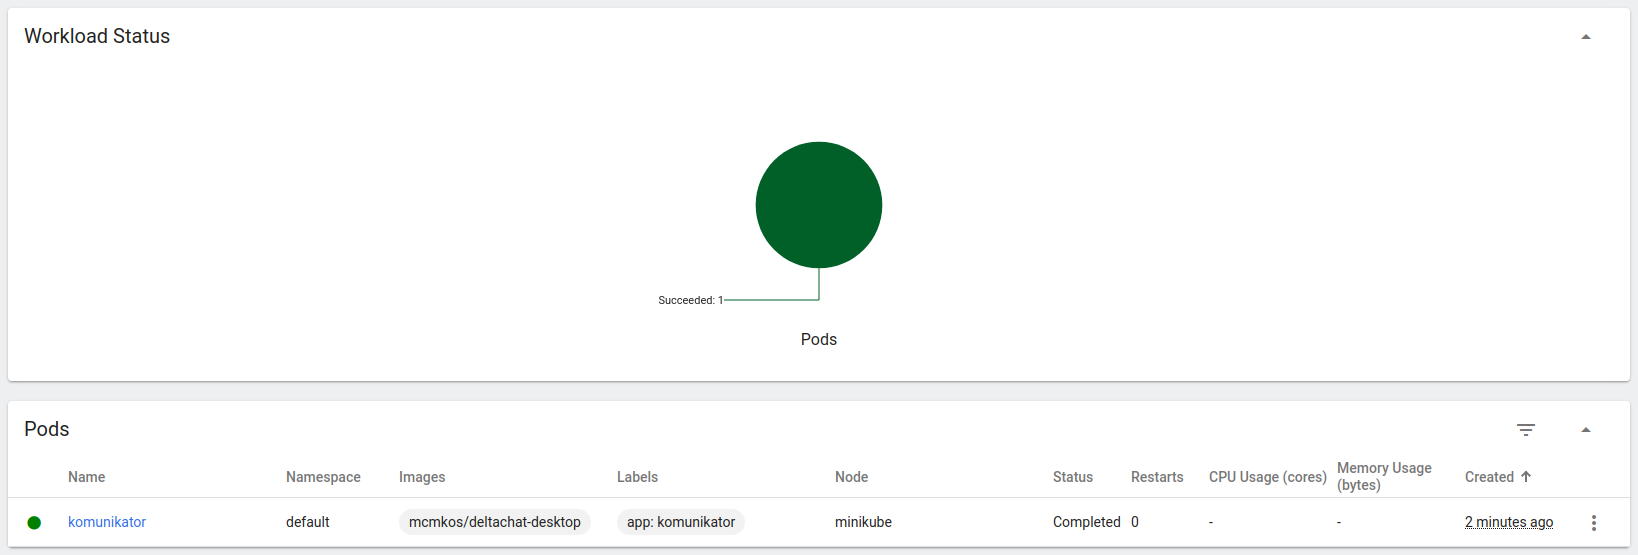 Workload Status
Succeeded: 1
Pods
Pods
Name Namespace Images Labels Node Status Restarts CPU Usage (cores) Memory Usage (bytes) Created
komunikator default mcmkos/deltachat-desktop app: komunikator minikube Completed 0 - - 2 minutes ago